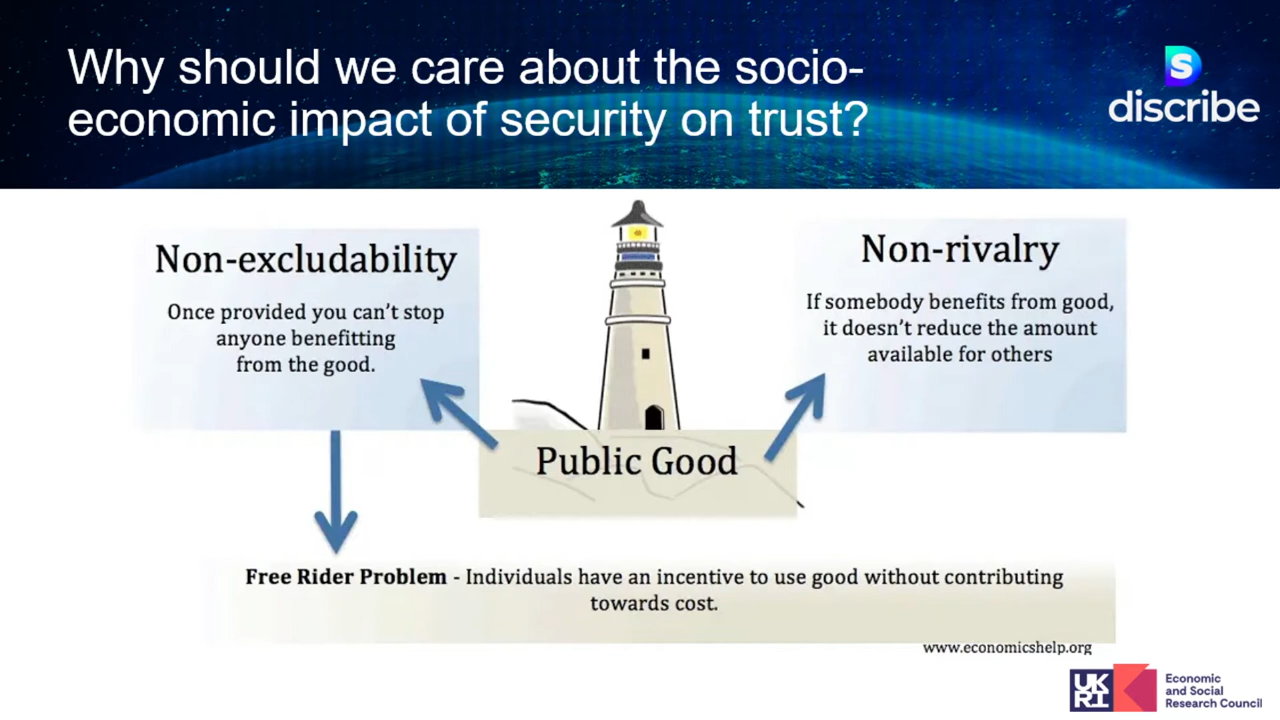 Why should we care about the socio-
economic impact of security on trust?
S
discribe
Non-excludability
Once provided you can't stop
anyone benefitting
from the good.
Non-rivalry
If somebody benefits from good,
it doesn't reduce the amount
available for others
Public Good
Free Rider Problem - Individuals have an incentive to use good without contributing
towards cost.
www.economicshelp.org
UK
RI
Economic
and Social
Research Council